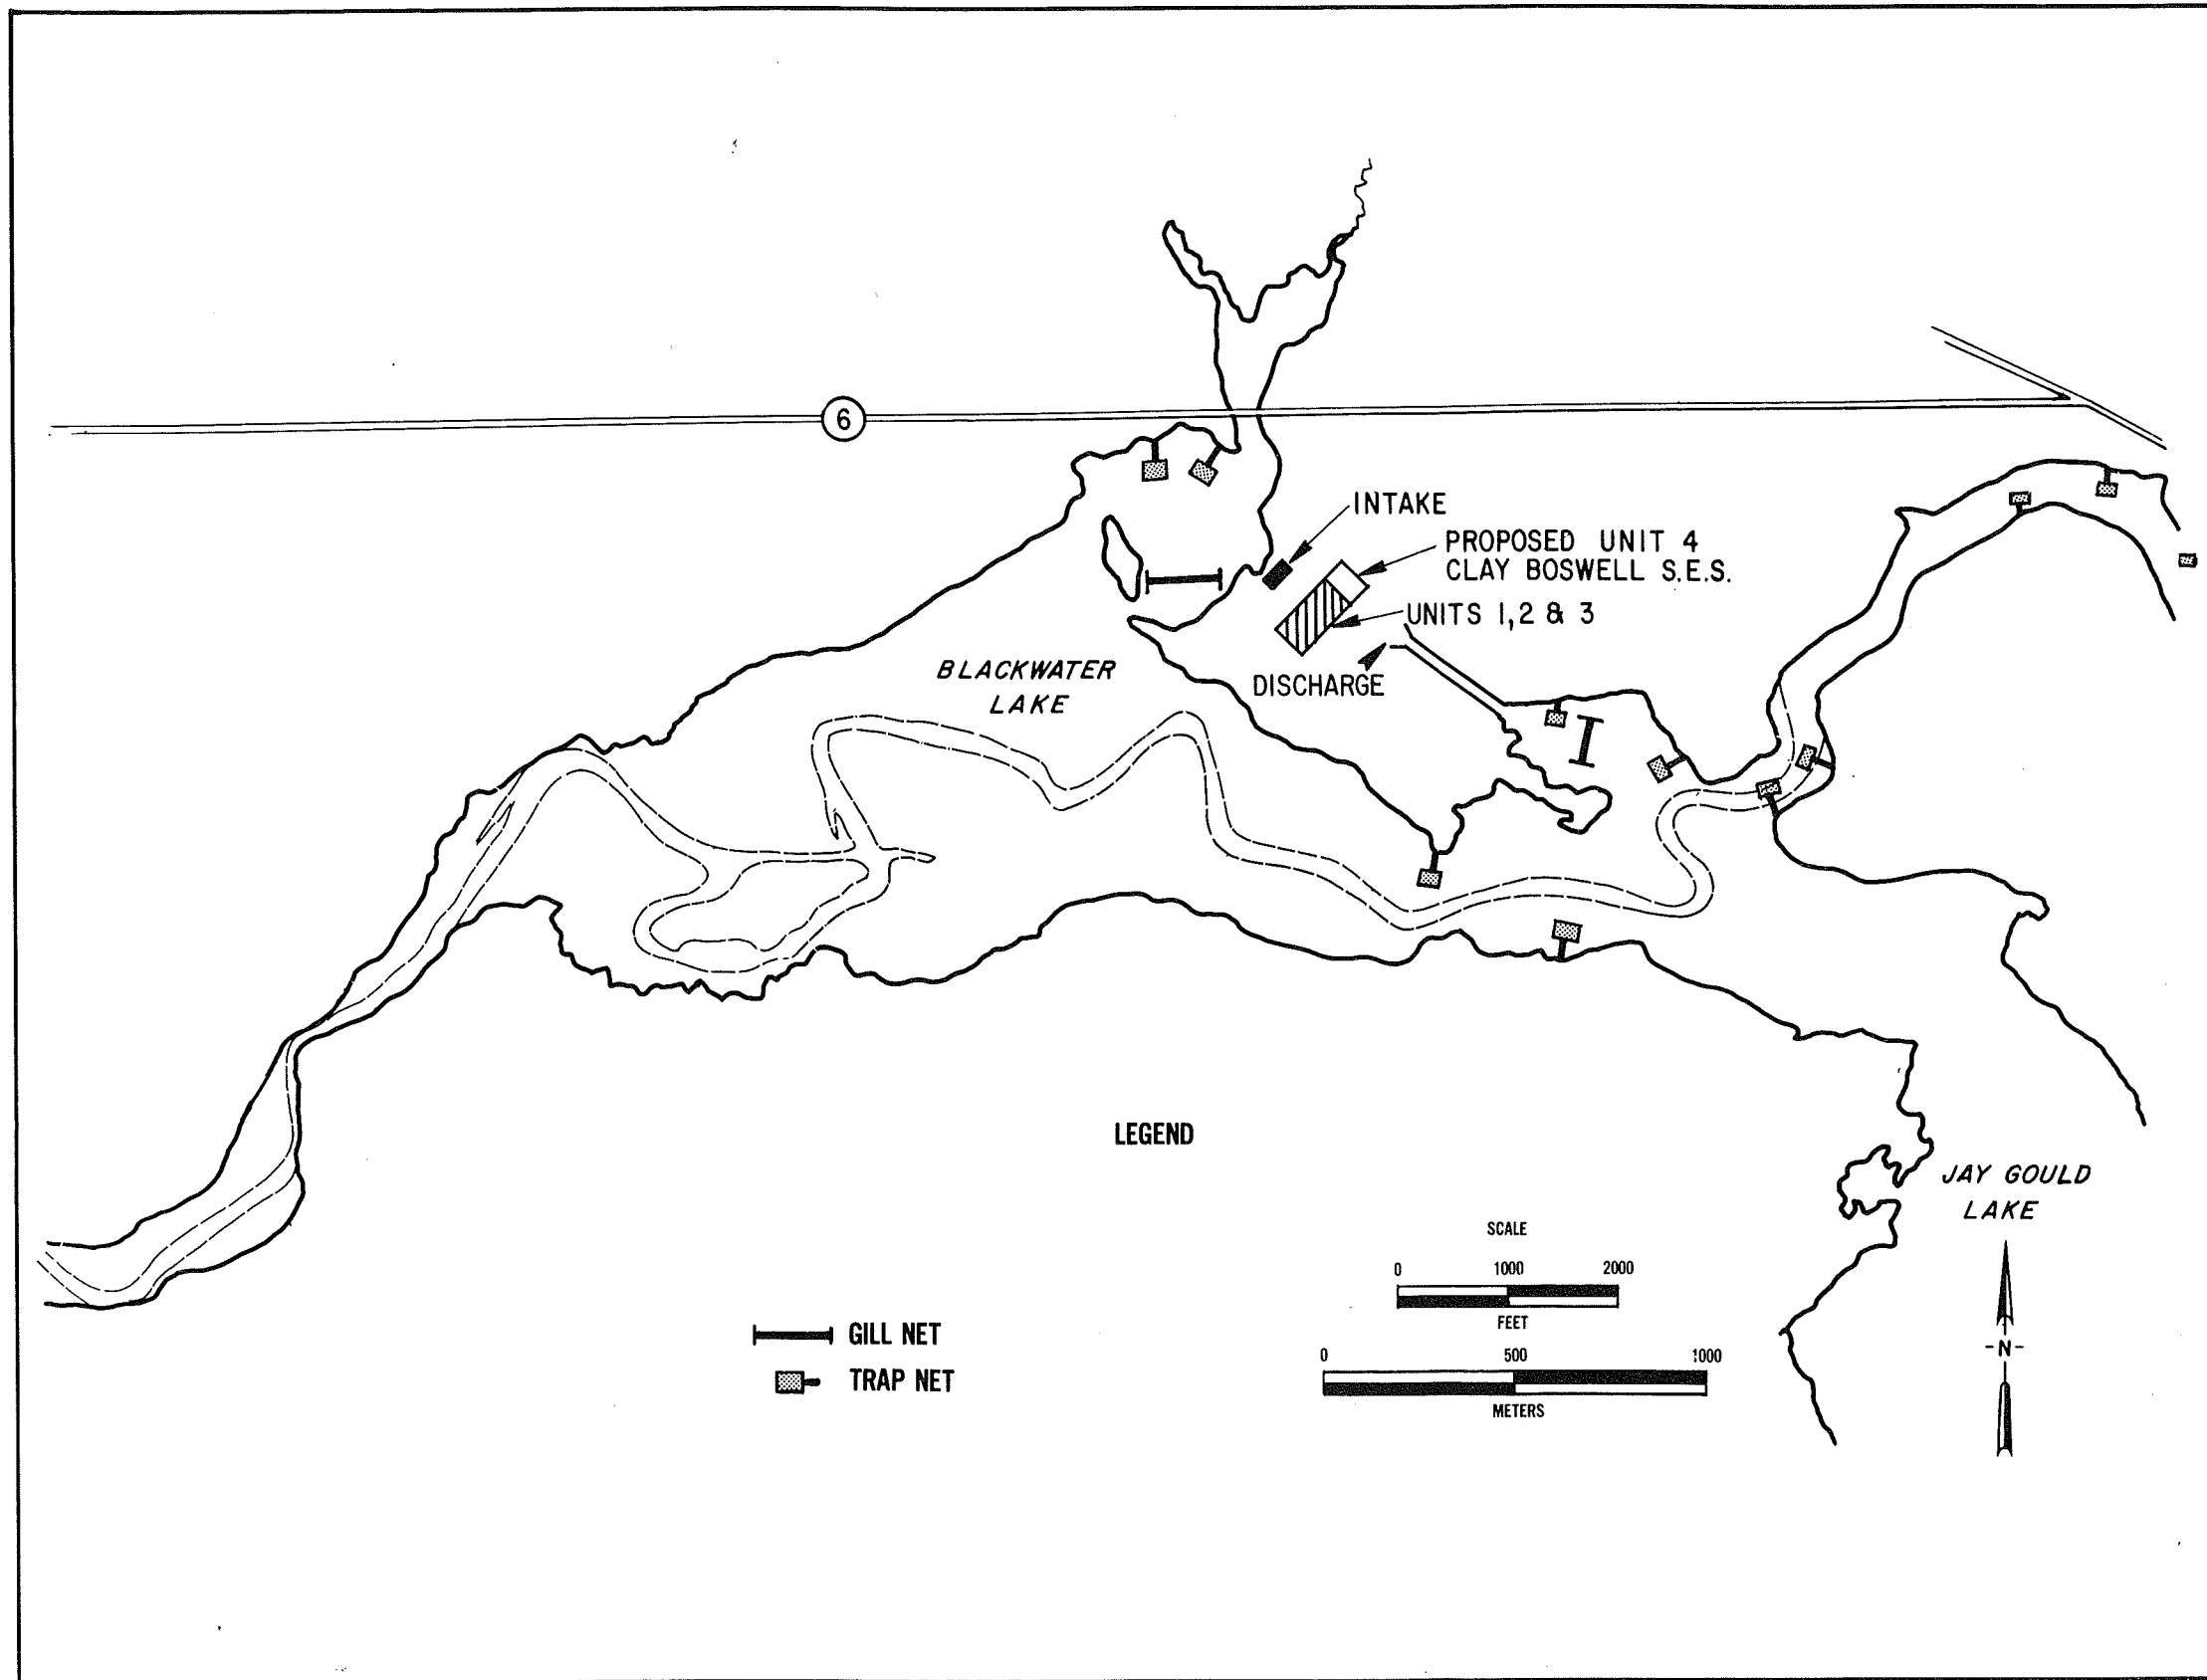 6
INTAKE
PROPOSED UNIT 4
CLAY BOSWELL S.E.S.
UNITS 1,2 & 3
DISCHARGE
BLACKWATER
LAKE
LEGEND
JAY GOULD
LAKE
SCALE
0 1000 2000
FEET
0 500 1000
METERS
GILL NET
TRAP NET
-N-